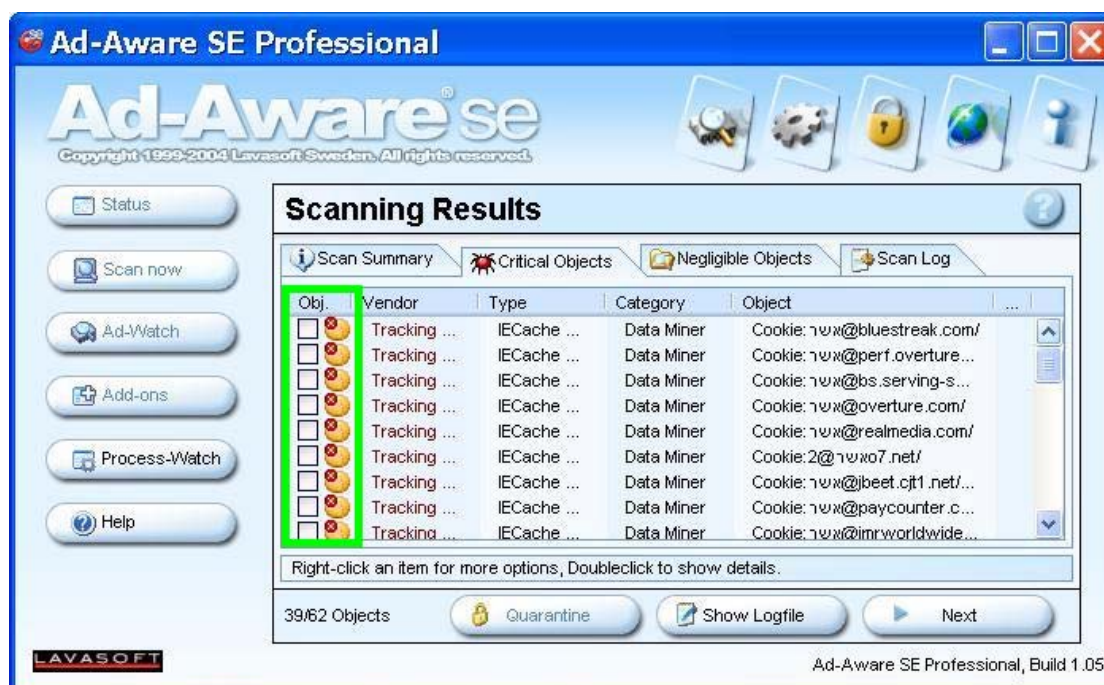 Ad-Aware SE Professional
Ad-Aware® se
Copyright 1999-2004 Lavasoft Sweden. All rights reserved.
Status
Scan now
Ad-Watch
Add-ons
Process-Watch
Help
Scanning Results
Scan Summary Critical Objects Negligible Objects Scan Log
Obj. Vendor Type Category Object ...
Tracking ... IECache ... Data Miner Cookie:אשר@bluestreak.com/
Tracking ... IECache ... Data Miner Cookie:אשר@perf.overture...
Tracking ... IECache ... Data Miner Cookie:אשר@bs.serving-s...
Tracking ... IECache ... Data Miner Cookie:אשר@overture.com/
Tracking ... IECache ... Data Miner Cookie:אשר@realmedia.com/
Tracking ... IECache ... Data Miner Cookie:אשר@2o7.net/
Tracking ... IECache ... Data Miner Cookie:אשר@jbeet.cjt1.net/...
Tracking ... IECache ... Data Miner Cookie:אשר@paycounter.c...
Tracking ... IECache ... Data Miner Cookie:אשר@imrworldwide...
Right-click an item for more options, Doubleclick to show details.
39/62 Objects Quarantine Show Logfile Next
LAVASOFT
Ad-Aware SE Professional, Build 1.05